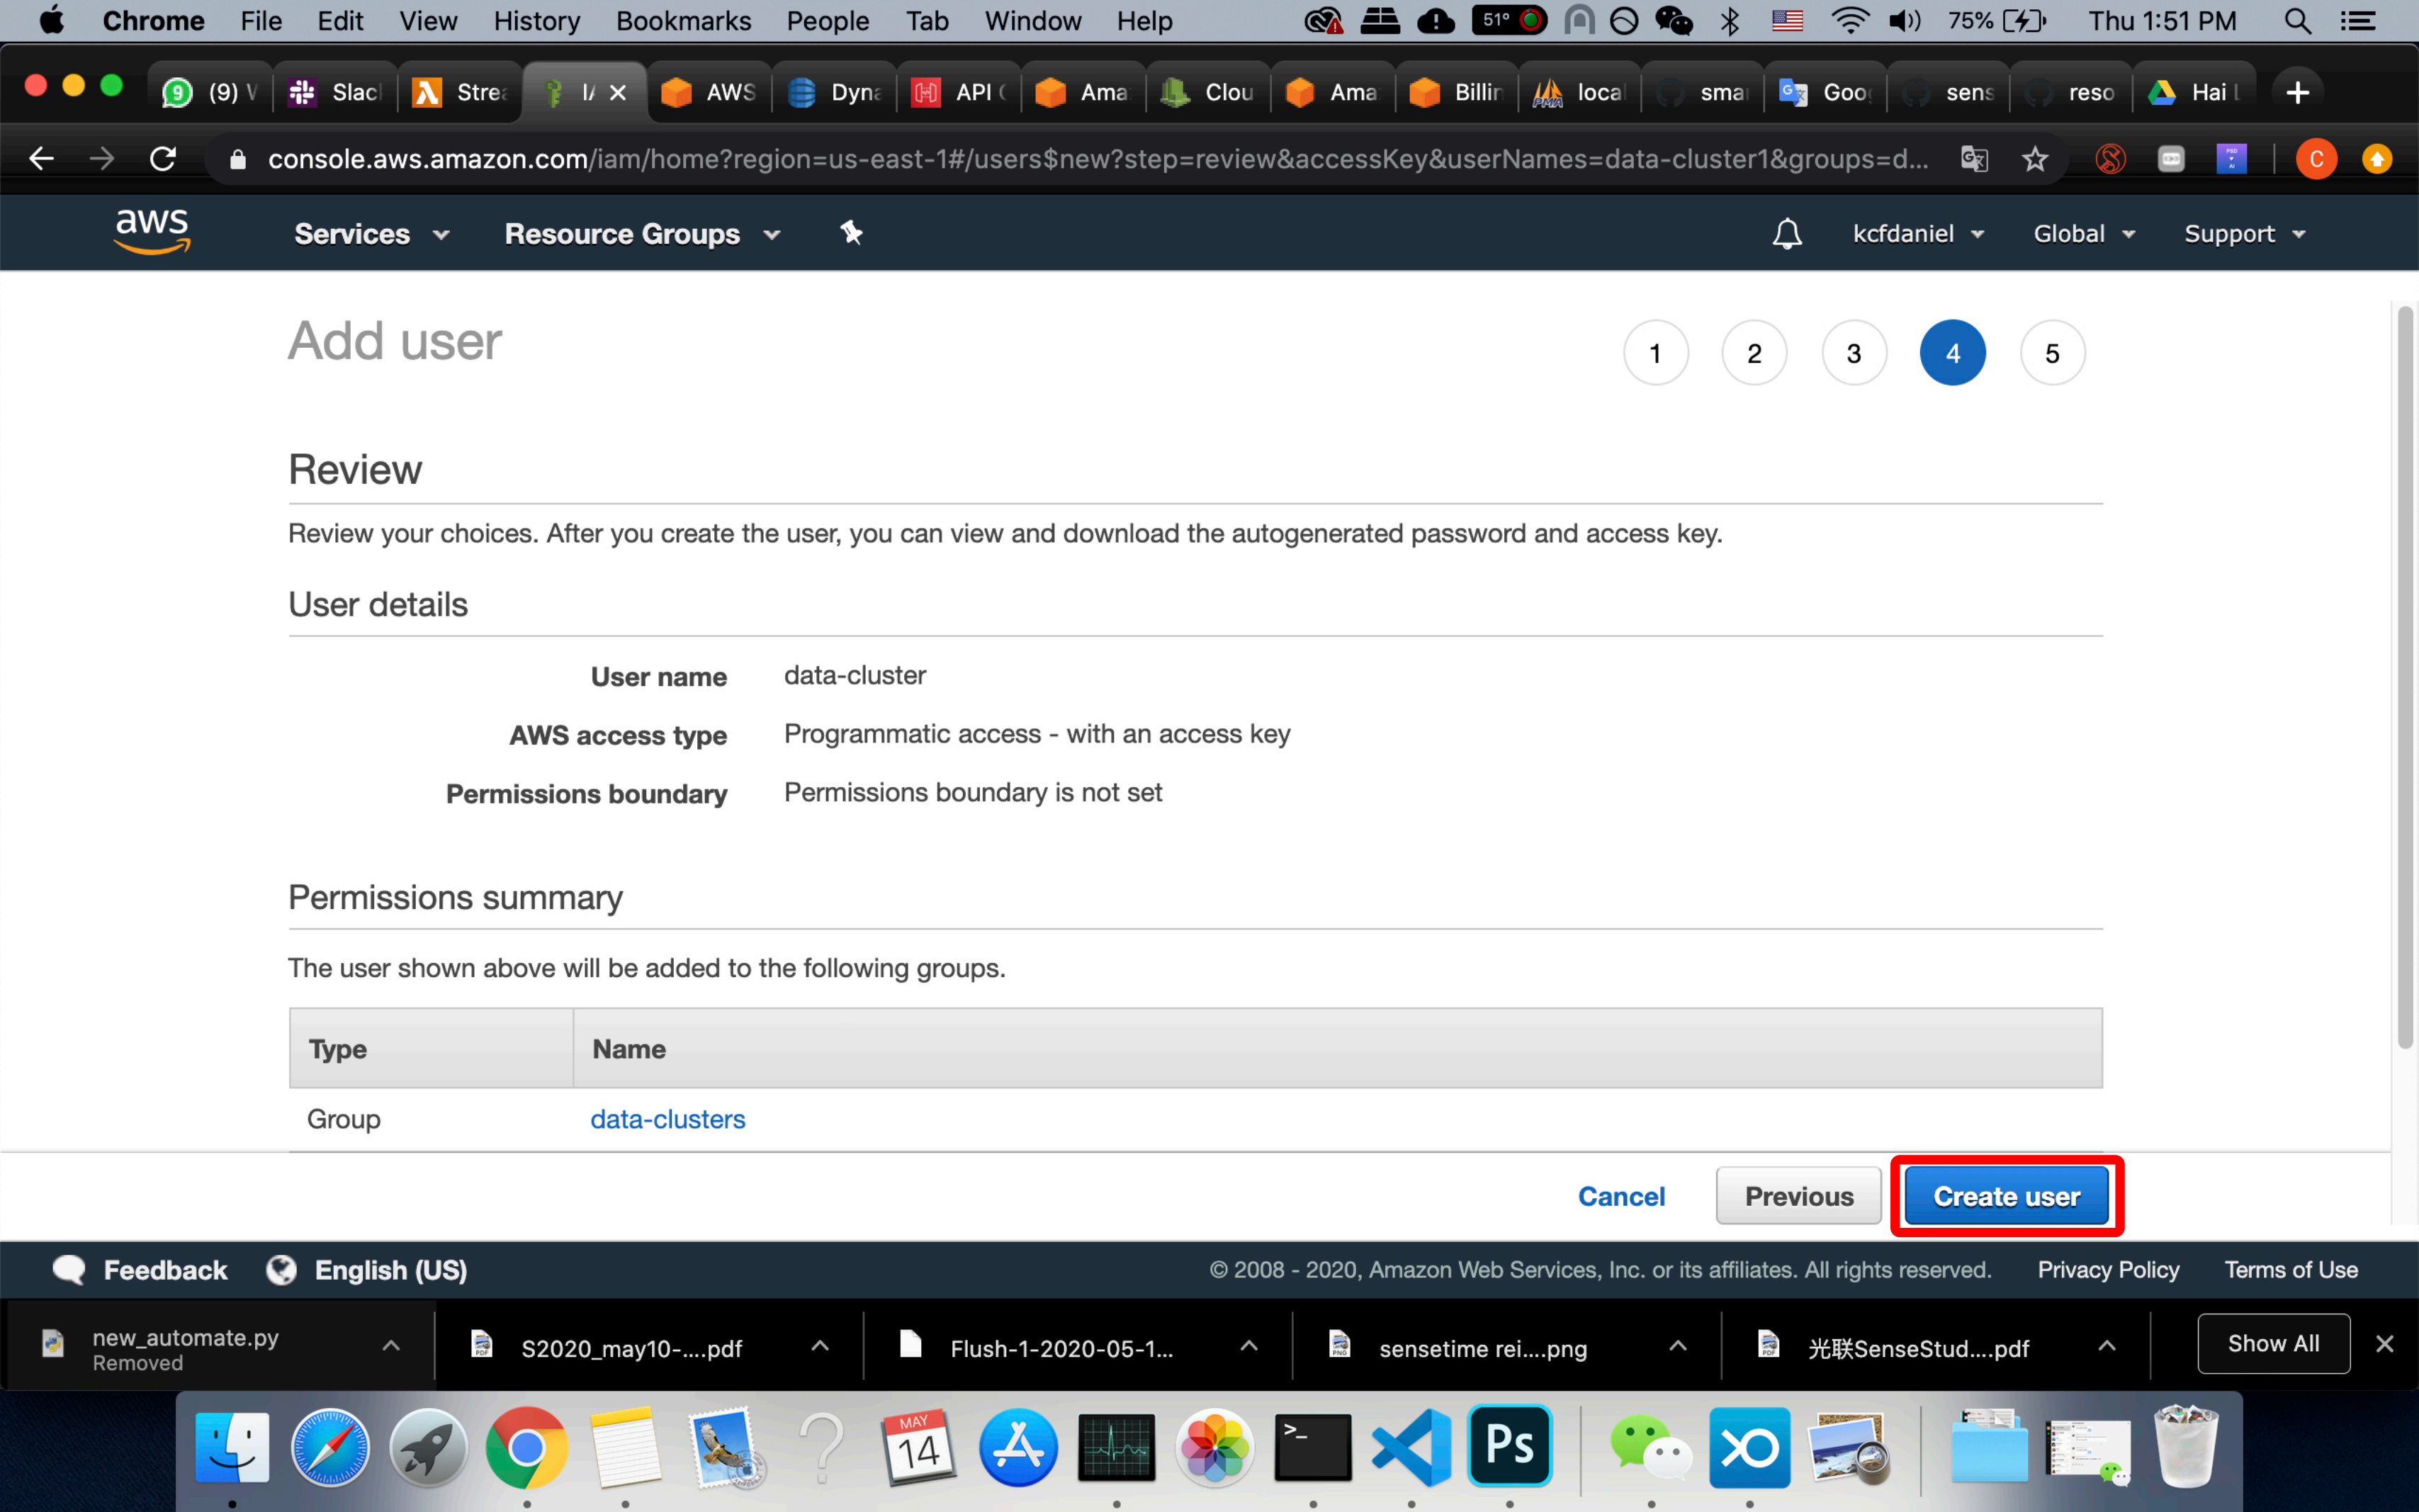 Chrome File Edit View History Bookmarks People Tab Window Help 51° 75% Thu 1:51 PM
9 (9) Slac Strea AWS Dyna API Ama Clou Ama Billin PMA loca smar Goo sens reso Hai L
console.aws.amazon.com/iam/home?region=us-east-1#/users$new?step=review&accessKey&userNames=data-cluster1&groups=d... C
aws Services Resource Groups kcfdaniel Global Support
Add user 1 2 3 4 5
Review
Review your choices. After you create the user, you can view and download the autogenerated password and access key.
User details
User name data-cluster
AWS access type Programmatic access - with an access key
Permissions boundary Permissions boundary is not set
Permissions summary
The user shown above will be added to the following groups.
Type Name
Group data-clusters
Cancel Previous Create user
Feedback English (US) © 2008 - 2020, Amazon Web Services, Inc. or its affiliates. All rights reserved. Privacy Policy Terms of Use
new_automate.py
Removed
S2020_may10-....pdf Flush-1-2020-05-1... sensetime rei....png 光联SenseStud....pdf Show All
MAY
14
Ps